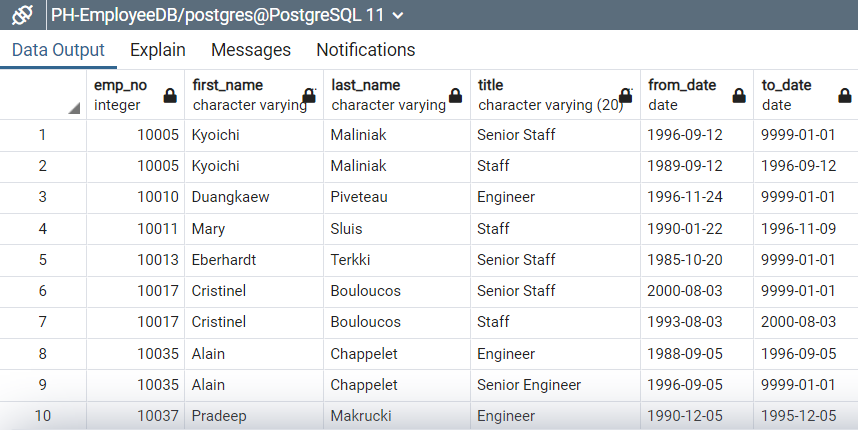 PH-EmployeeDB/postgres@PostgreSQL 11
Data Output Explain Messages Notifications
emp_no first_name last_name title from_date to_date
integer character varying character varying character varying (20) date date
1 10005 Kyoichi Maliniak Senior Staff 1996-09-12 9999-01-01
2 10005 Kyoichi Maliniak Staff 1989-09-12 1996-09-12
3 10010 Duangkaew Piveteau Engineer 1996-11-24 9999-01-01
4 10011 Mary Sluis Staff 1990-01-22 1996-11-09
5 10013 Eberhardt Terkki Senior Staff 1985-10-20 9999-01-01
6 10017 Cristinel Bouloucos Senior Staff 2000-08-03 9999-01-01
7 10017 Cristinel Bouloucos Staff 1993-08-03 2000-08-03
8 10035 Alain Chappelet Engineer 1988-09-05 1996-09-05
9 10035 Alain Chappelet Senior Engineer 1996-09-05 9999-01-01
10 10037 Pradeep Makrucki Engineer 1990-12-05 1995-12-05